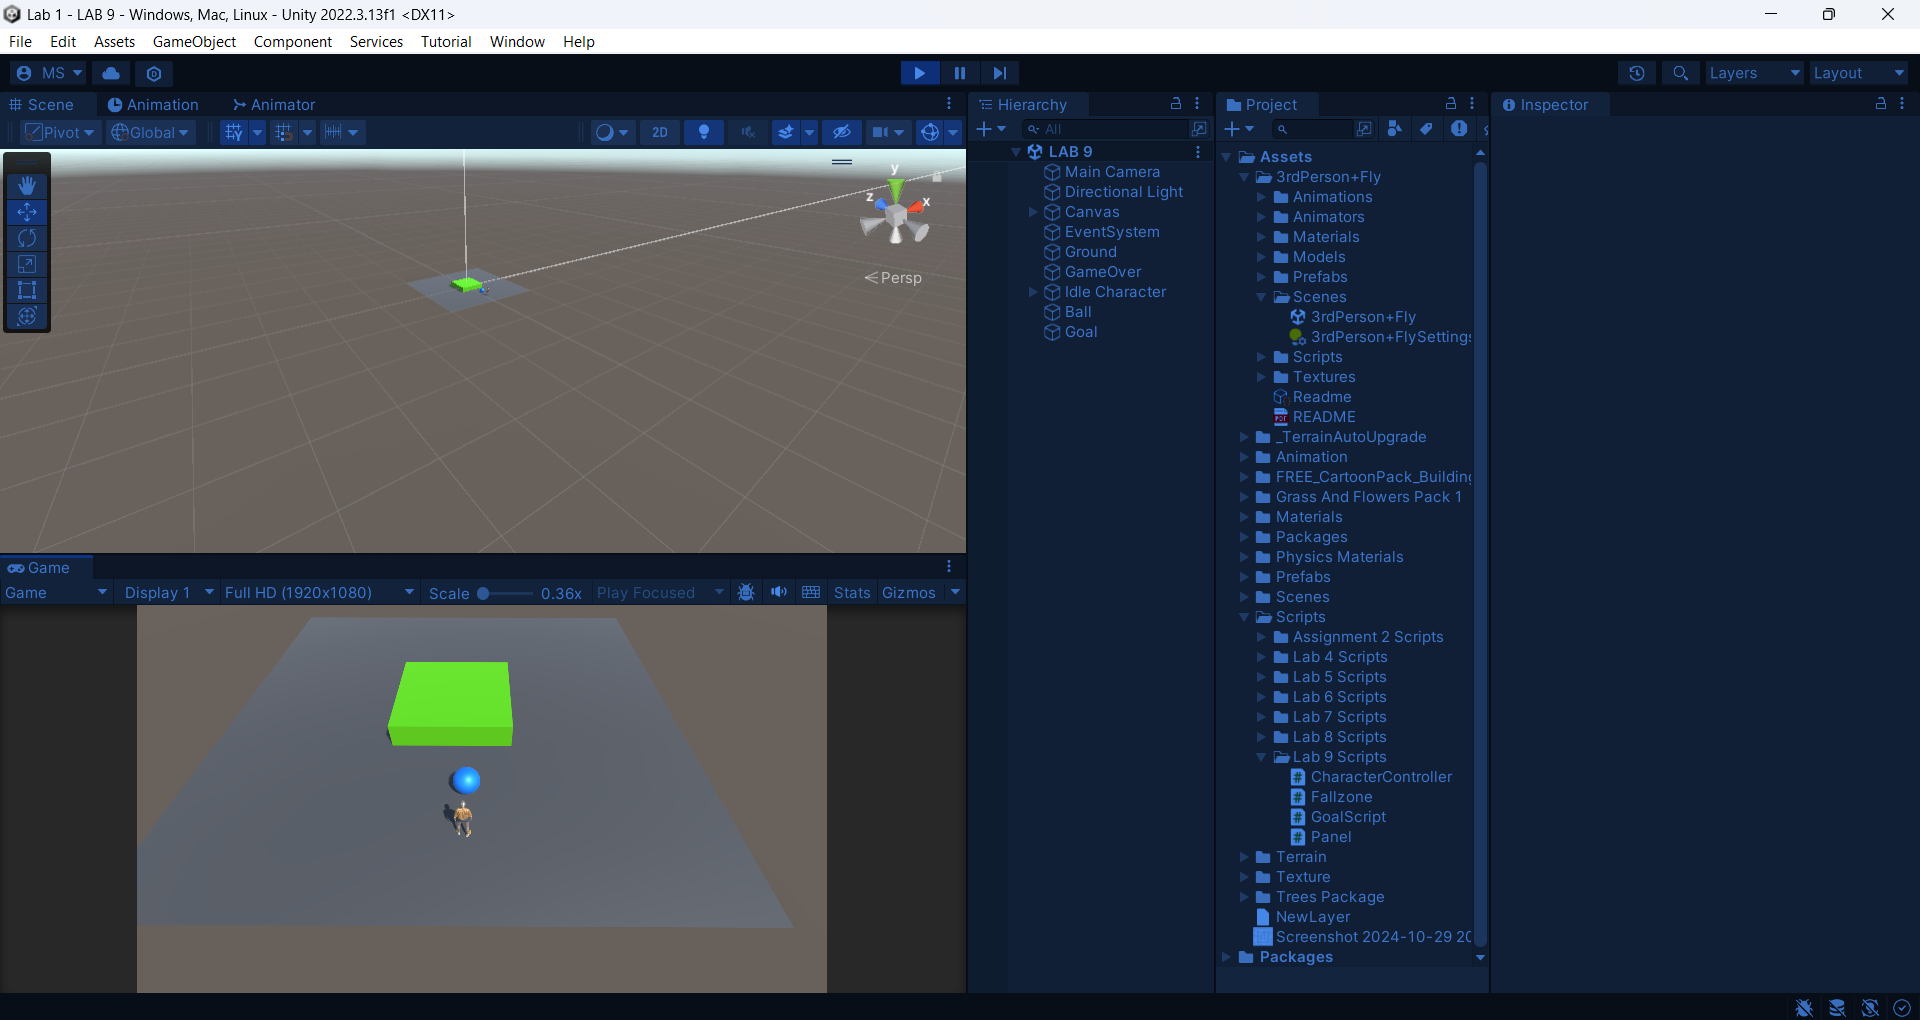 Lab 1 - LAB 9 - Windows, Mac, Linux - Unity 2022.3.13f1 <DX11>
File Edit Assets GameObject Component Services Tutorial Window Help
MS Layers Layout
Scene Animation Animator
Pivot Global 2D
y
z
x
Persp
Game
Game Display 1 Full HD (1920x1080) Scale 0.36x Play Focused Stats Gizmos
Hierarchy
All
LAB 9
Main Camera
Directional Light
Canvas
EventSystem
Ground
GameOver
Idle Character
Ball
Goal
Project
Assets
3rdPerson+Fly
Animations
Animators
Materials
Models
Prefabs
Scenes
3rdPerson+Fly
3rdPerson+FlySettings
Scripts
Textures
Readme
README
_TerrainAutoUpgrade
Animation
FREE_CartoonPack_Building
Grass And Flowers Pack 1
Materials
Packages
Physics Materials
Prefabs
Scenes
Scripts
Assignment 2 Scripts
Lab 4 Scripts
Lab 5 Scripts
Lab 6 Scripts
Lab 7 Scripts
Lab 8 Scripts
Lab 9 Scripts
CharacterController
Fallzone
GoalScript
Panel
Terrain
Texture
Trees Package
NewLayer
Screenshot 2024-10-29 20
Packages
Inspector